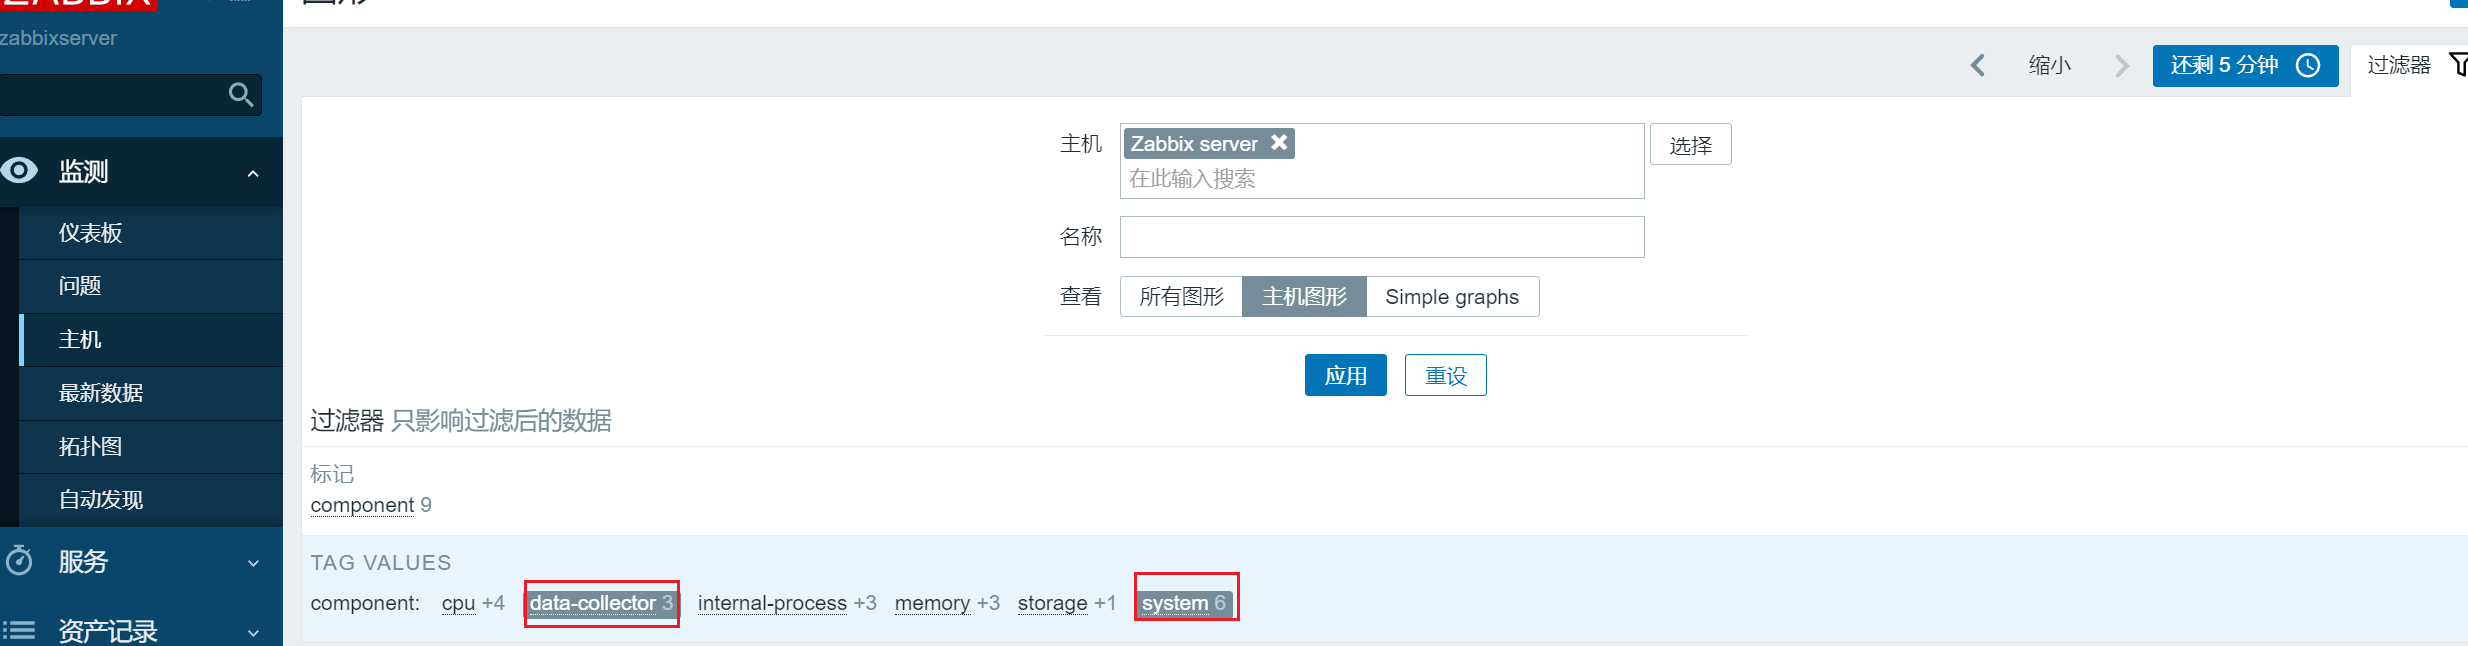 ZABBIX
图形
zabbixserver
缩小
还剩 5 分钟
过滤器
监测
仪表板
问题
主机
最新数据
拓扑图
自动发现
服务
资产记录
主机
Zabbix server
在此输入搜索
选择
名称
查看
所有图形
主机图形
Simple graphs
应用
重设
过滤器 只影响过滤后的数据
标记
component 9
TAG VALUES
component: cpu +4 data-collector 3 internal-process +3 memory +3 storage +1 system 6